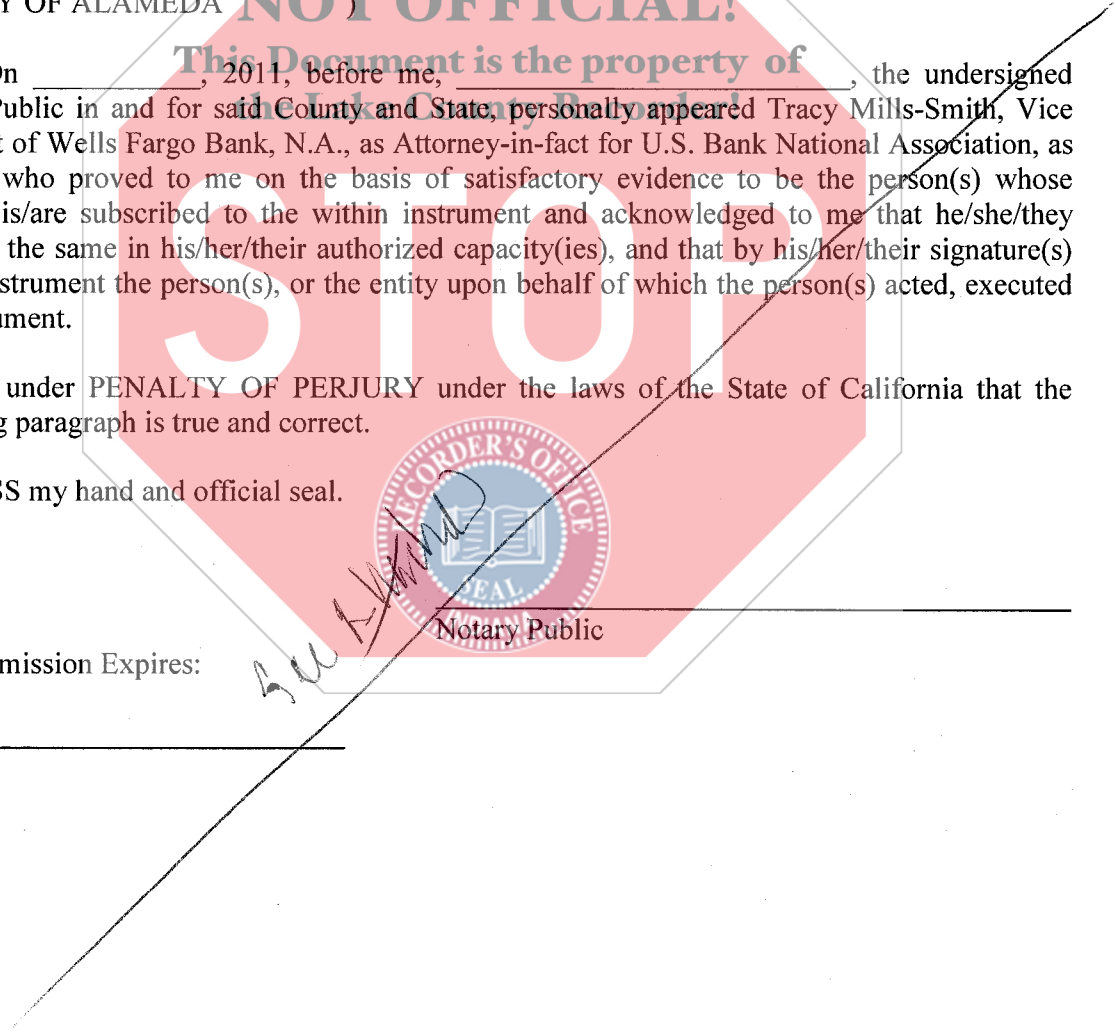 Y OF ALAMEDA )
NOT OFFICIAL!
This Document is the property of
the Lake County Recorder!
On ____________, 2011, before me, ____________________________, the undersigned
Public in and for said County and State, personally appeared Tracy Mills-Smith, Vice
t of Wells Fargo Bank, N.A., as Attorney-in-fact for U.S. Bank National Association, as
who proved to me on the basis of satisfactory evidence to be the person(s) whose
is/are subscribed to the within instrument and acknowledged to me that he/she/they
the same in his/her/their authorized capacity(ies), and that by his/her/their signature(s)
strument the person(s), or the entity upon behalf of which the person(s) acted, executed
ument.
STOP
under PENALTY OF PERJURY under the laws of the State of California that the
g paragraph is true and correct.
SS my hand and official seal.
RECORDER'S OFFICE
SEAL
INDIANA
Notary Public
mission Expires: